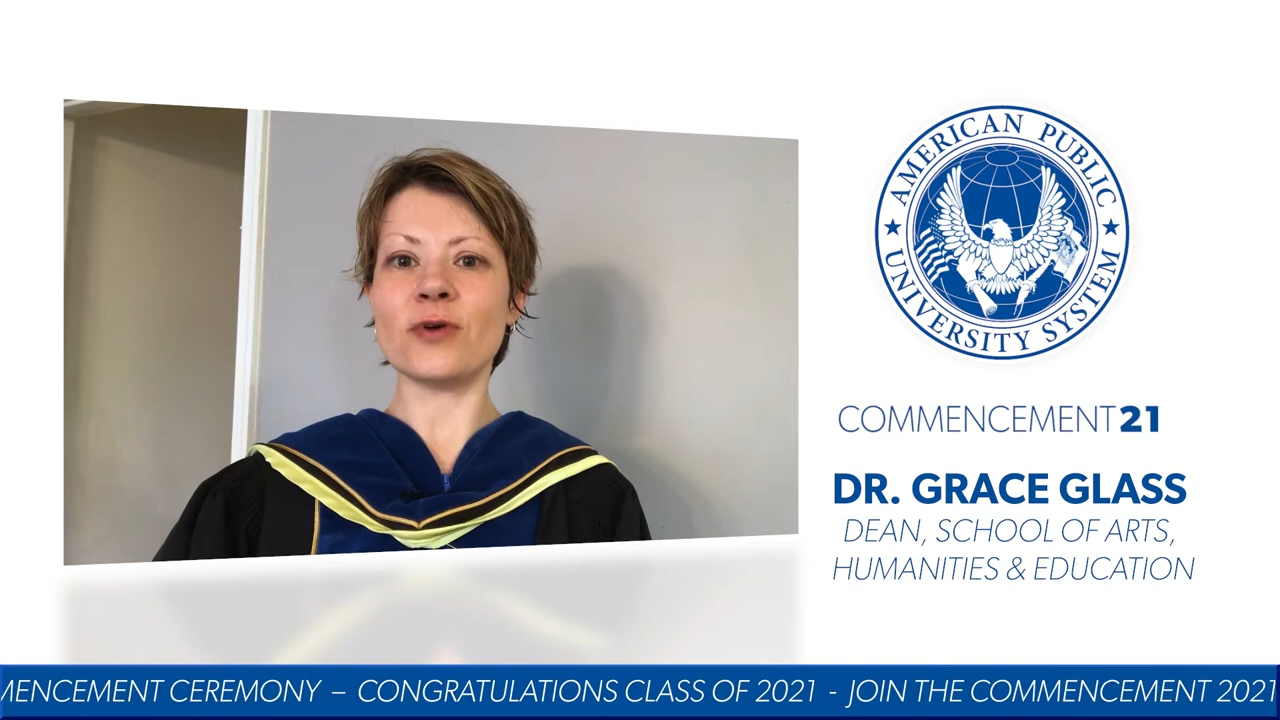 AMERICAN PUBLIC
UNIVERSITY SYSTEM
COMMENCEMENT21
DR. GRACE GLASS
DEAN, SCHOOL OF ARTS,
HUMANITIES & EDUCATION
MENCEMENT CEREMONY – CONGRATULATIONS CLASS OF 2021 - JOIN THE COMMENCEMENT 2021